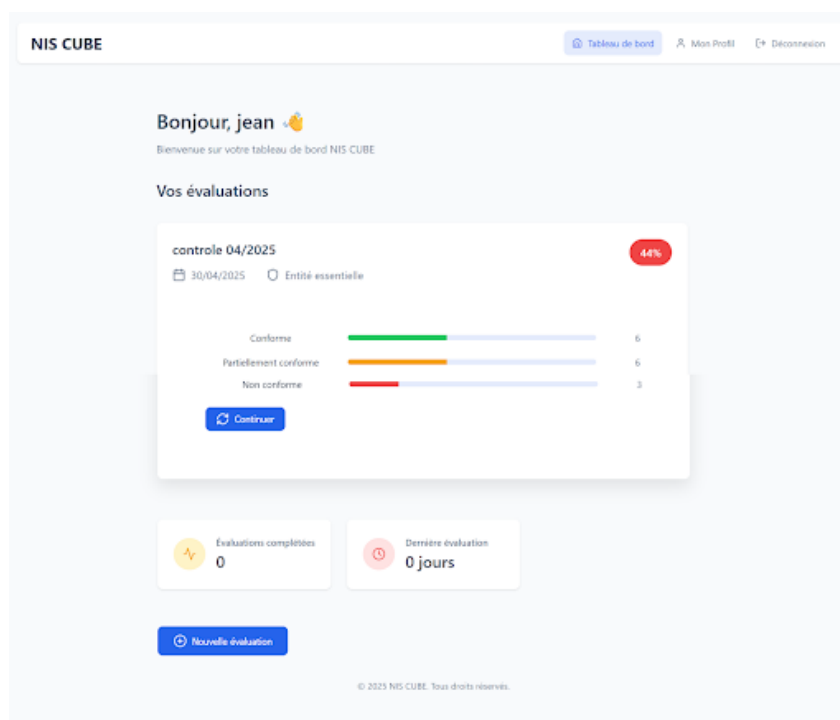 NIS CUBE
Tableau de bord
Mon Profil
Déconnexion
Bonjour, jean 👋
Bienvenue sur votre tableau de bord NIS CUBE
Vos évaluations
controle 04/2025
44%
30/04/2025
Entité essentielle
Conforme
6
Partiellement conforme
6
Non conforme
3
Continuer
Évaluations complétées
0
Dernière évaluation
0 jours
Nouvelle évaluation
© 2025 NIS CUBE. Tous droits réservés.